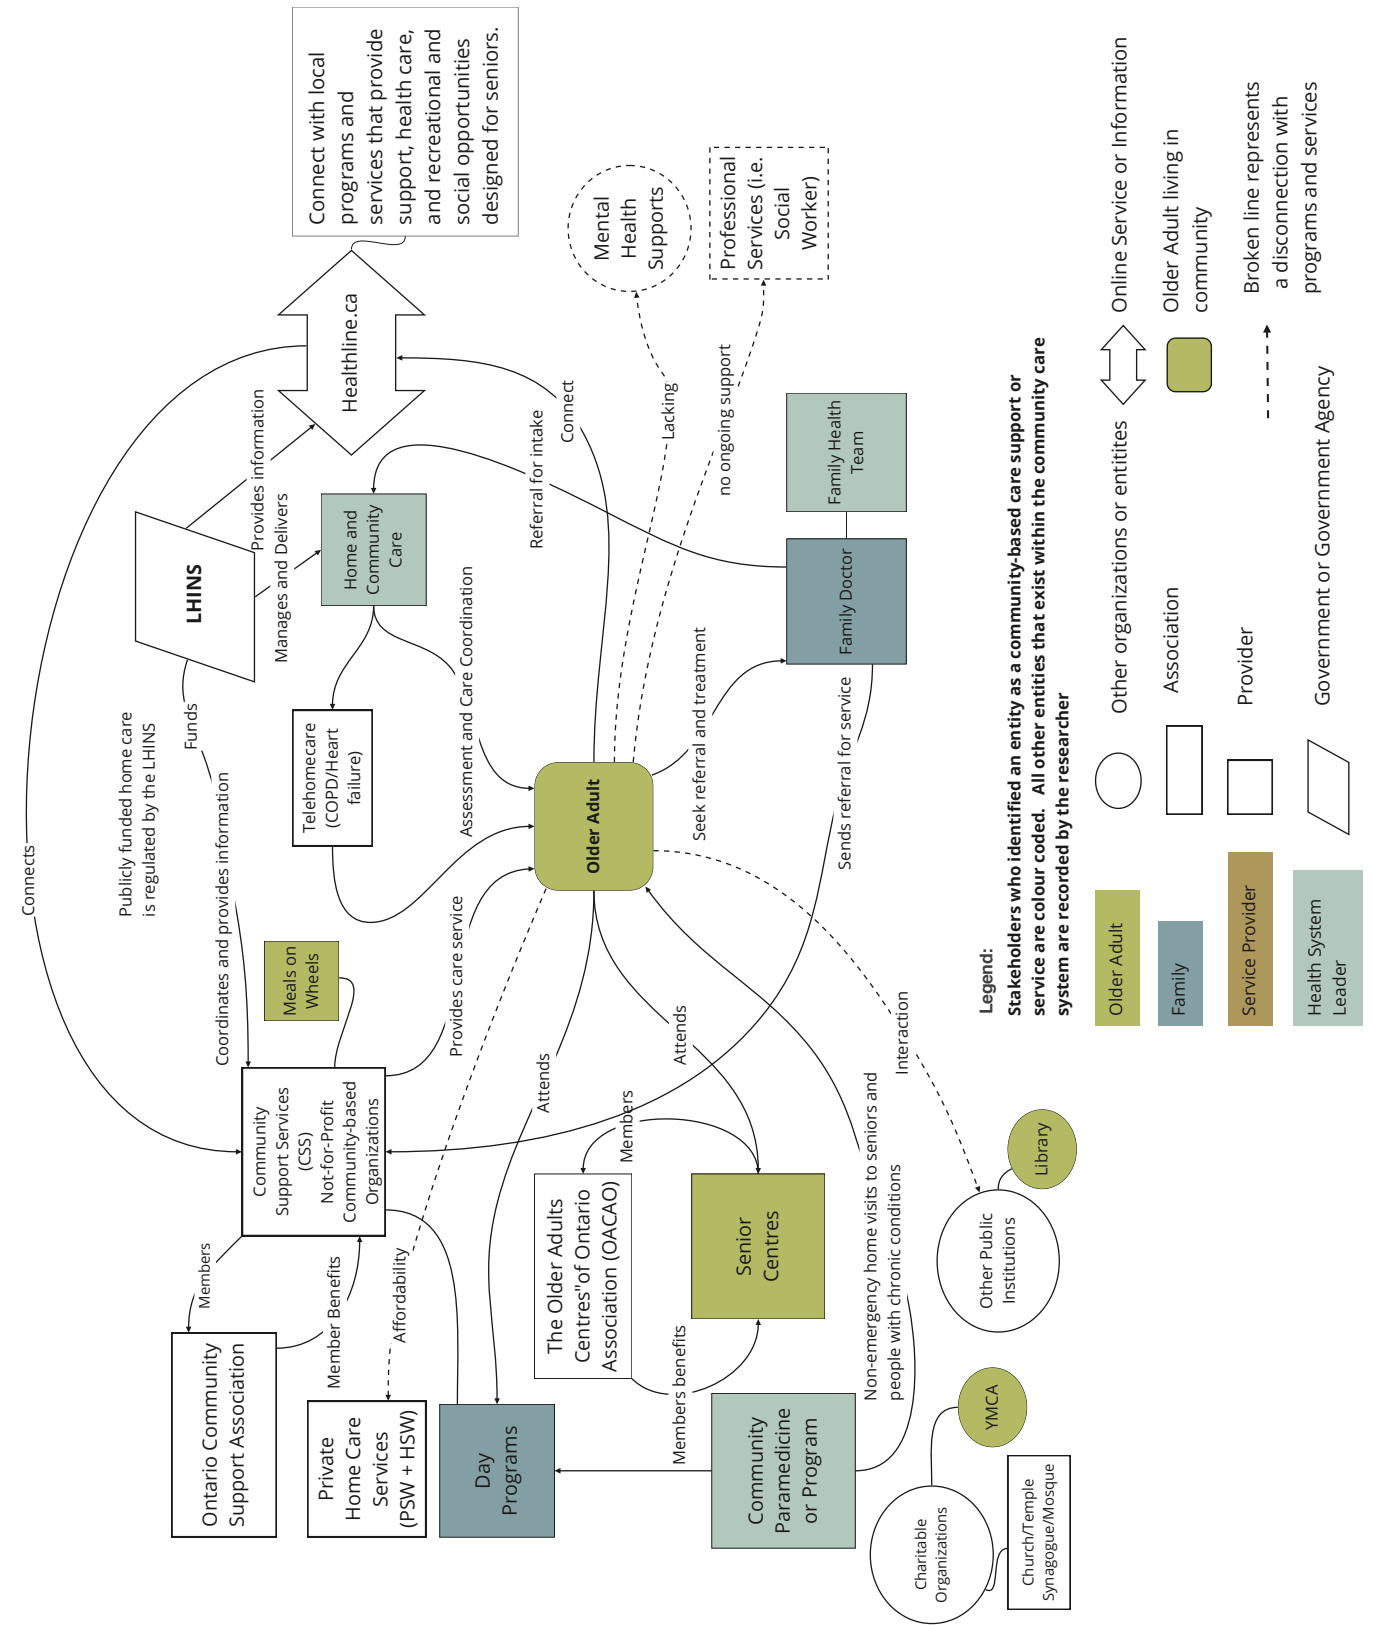 Connects
Publicly funded home care
is regulated by the LHINS
LHINS
Funds
Coordinates and provides information
Provides information
Manages and Delivers
Healthline.ca
Connect with local
programs and
services that provide
support, health care,
and recreational and
social opportunities
designed for seniors.
Home and
Community
Care
Telehomecare
(COPD/Heart
failure)
Assessment and Care Coordination
Referral for intake
Connect
Meals on
Wheels
Community
Support Services
(CSS)
Not-for-Profit
Community-based
Organizations
Provides care service
Members
Ontario Community
Support Association
Member Benefits
Private
Home Care
Services
(PSW + HSW)
Affordability
Day
Programs
Attends
Older Adult
Lacking
Mental
Health
Supports
no ongoing support
Professional
Services (i.e.
Social
Worker)
Seek referral and treatment
Family Doctor
Family Health
Team
Sends referral for service
Attends
Members
The Older Adults
Centres"of Ontario
Association (OACAO)
Senior
Centres
Members benefits
Community
Paramedicine
or Program
Non-emergency home visits to seniors and
people with chronic conditions
Interaction
Other Public
Institutions
Library
Charitable
Organizations
YMCA
Church/Temple
Synagogue/Mosque
Legend:
Stakeholders who identified an entity as a community-based care support or
service are colour coded. All other entities that exist within the community care
system are recorded by the researcher
Older Adult
Family
Service Provider
Health System
Leader
Other organizations or entitites
Association
Provider
Government or Government Agency
Online Service or Information
Older Adult living in
community
Broken line represents
a disconnection with
programs and services